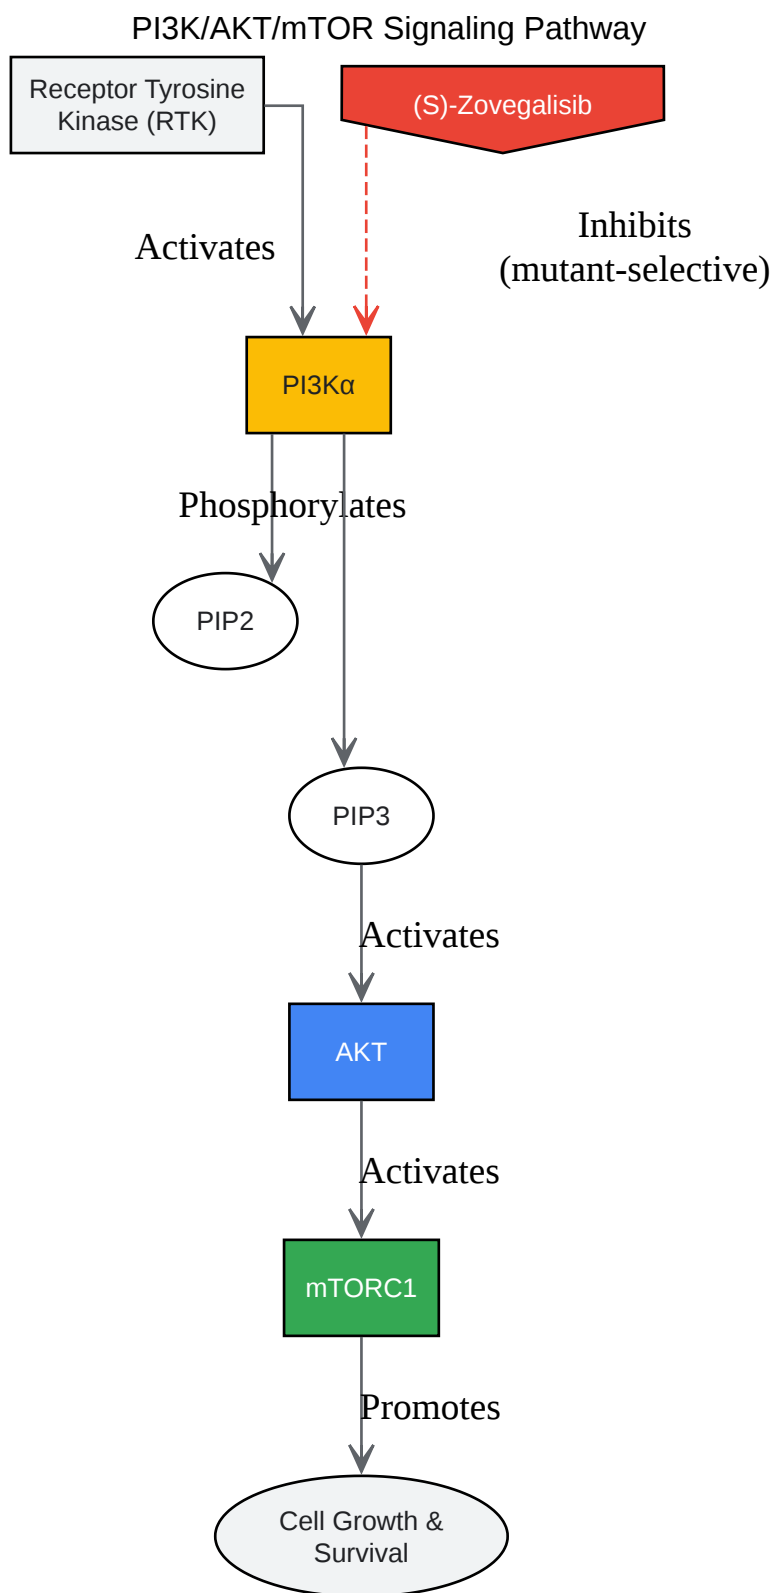 PI3K/AKT/mTOR Signaling Pathway
Receptor Tyrosine
Kinase (RTK)
(S)-Zovegalisib
Activates
Inhibits
(mutant-selective)
PI3Kα
Phosphorylates
PIP2
PIP3
Activates
AKT
Activates
mTORC1
Promotes
Cell Growth &
Survival